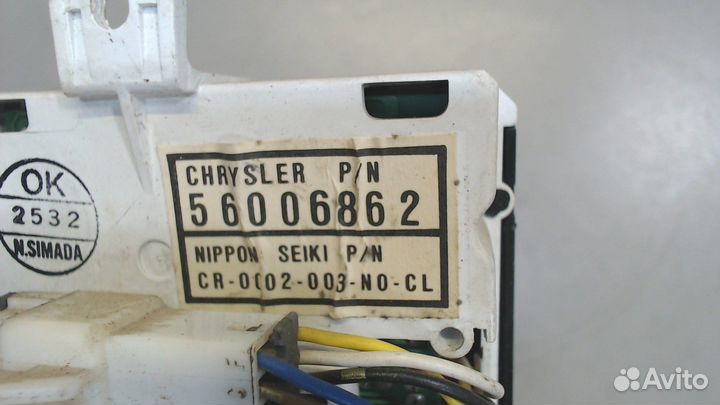 OK
2532
N.SIMADA
CHRYSLER P/N
56006862
NIPPON SEIKI P/N
CR-0002-003-NO-CL
Avito